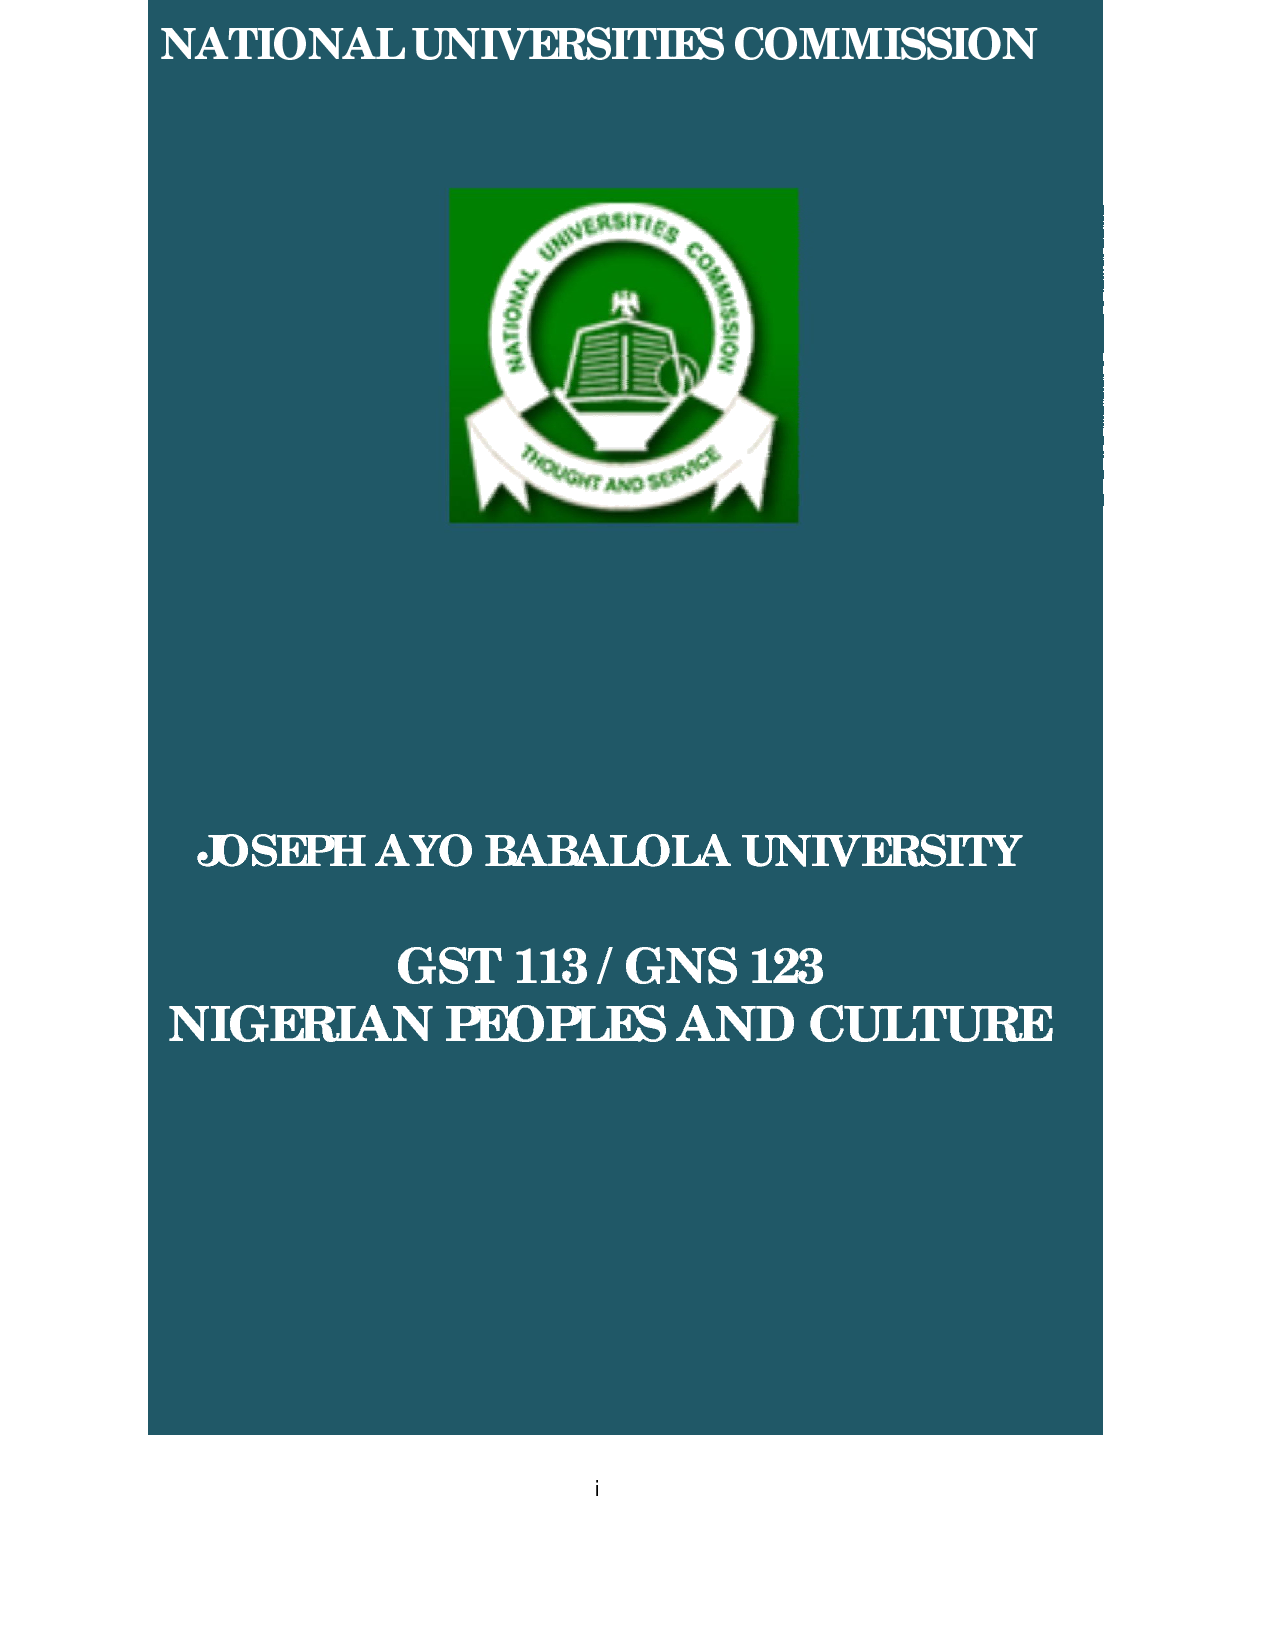 NATIONAL UNIVERSITIES COMMISSION
NATIONAL UNIVERSITIES COMMISSION
THOUGHT AND SERVICE
JOSEPH AYO BABALOLA UNIVERSITY
GST 113 / GNS 123
NIGERIAN PEOPLES AND CULTURE
i